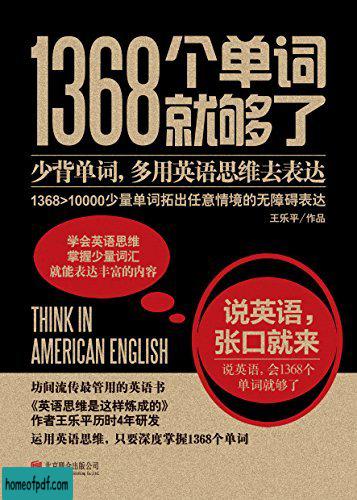 1368个单词
就够了
少背单词，多用英语思维去表达
1368>10000少量单词拓出任意情境的无障碍表达
王乐平/作品
学会英语思维
掌握少量词汇
就能表达丰富的内容
说英语，
张口就来
说英语，会1368个
单词就够了
THINK IN
AMERICAN ENGLISH
坊间流传最管用的英语书
《英语思维是这样炼成的》
作者王乐平历时4年研发
运用英语思维，只要深度掌握1368个单词
北京联合出版公司
homeofpdf.com